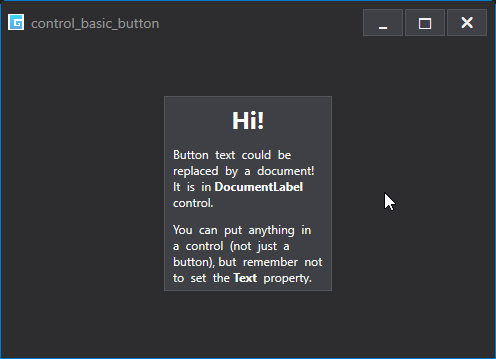 control_basic_button
Hi!
Button text could be
replaced by a document!
It is in DocumentLabel
control.
You can put anything in
a control (not just a
button), but remember not
to set the Text property.